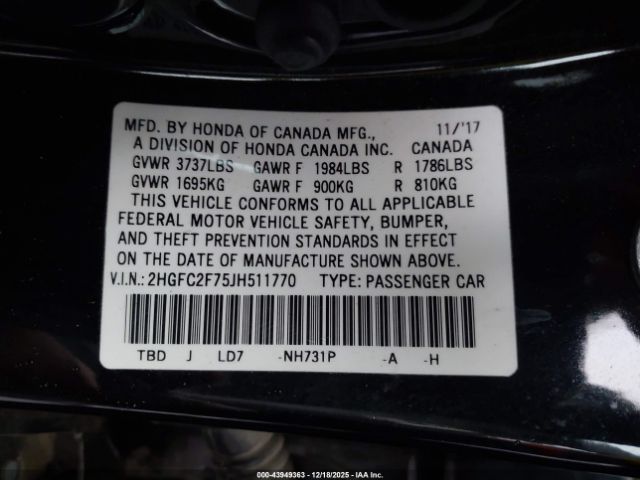 MFD. BY HONDA OF CANADA MFG., 11/'17
A DIVISION OF HONDA CANADA INC. CANADA
GVWR 3737LBS GAWR F 1984LBS R 1786LBS
GVWR 1695KG GAWR F 900KG R 810KG
THIS VEHICLE CONFORMS TO ALL APPLICABLE
FEDERAL MOTOR VEHICLE SAFETY, BUMPER,
AND THEFT PREVENTION STANDARDS IN EFFECT
ON THE DATE OF MANUFACTURE SHOWN ABOVE.
V.I.N.: 2HGFC2F75JH511770 TYPE: PASSENGER CAR
TBD J LD7 -NH731P -A -H
000-43949363 | 12/18/2025 | IAA Inc.